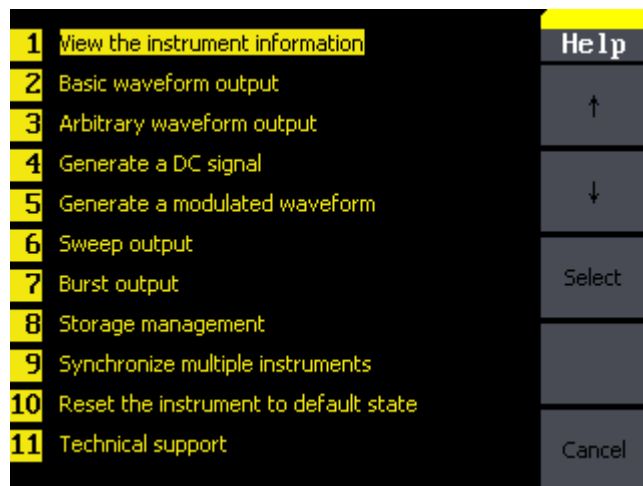 1 View the instrument information
2 Basic waveform output
3 Arbitrary waveform output
4 Generate a DC signal
5 Generate a modulated waveform
6 Sweep output
7 Burst output
8 Storage management
9 Synchronize multiple instruments
10 Reset the instrument to default state
11 Technical support
Help
↑
↓
Select
Cancel